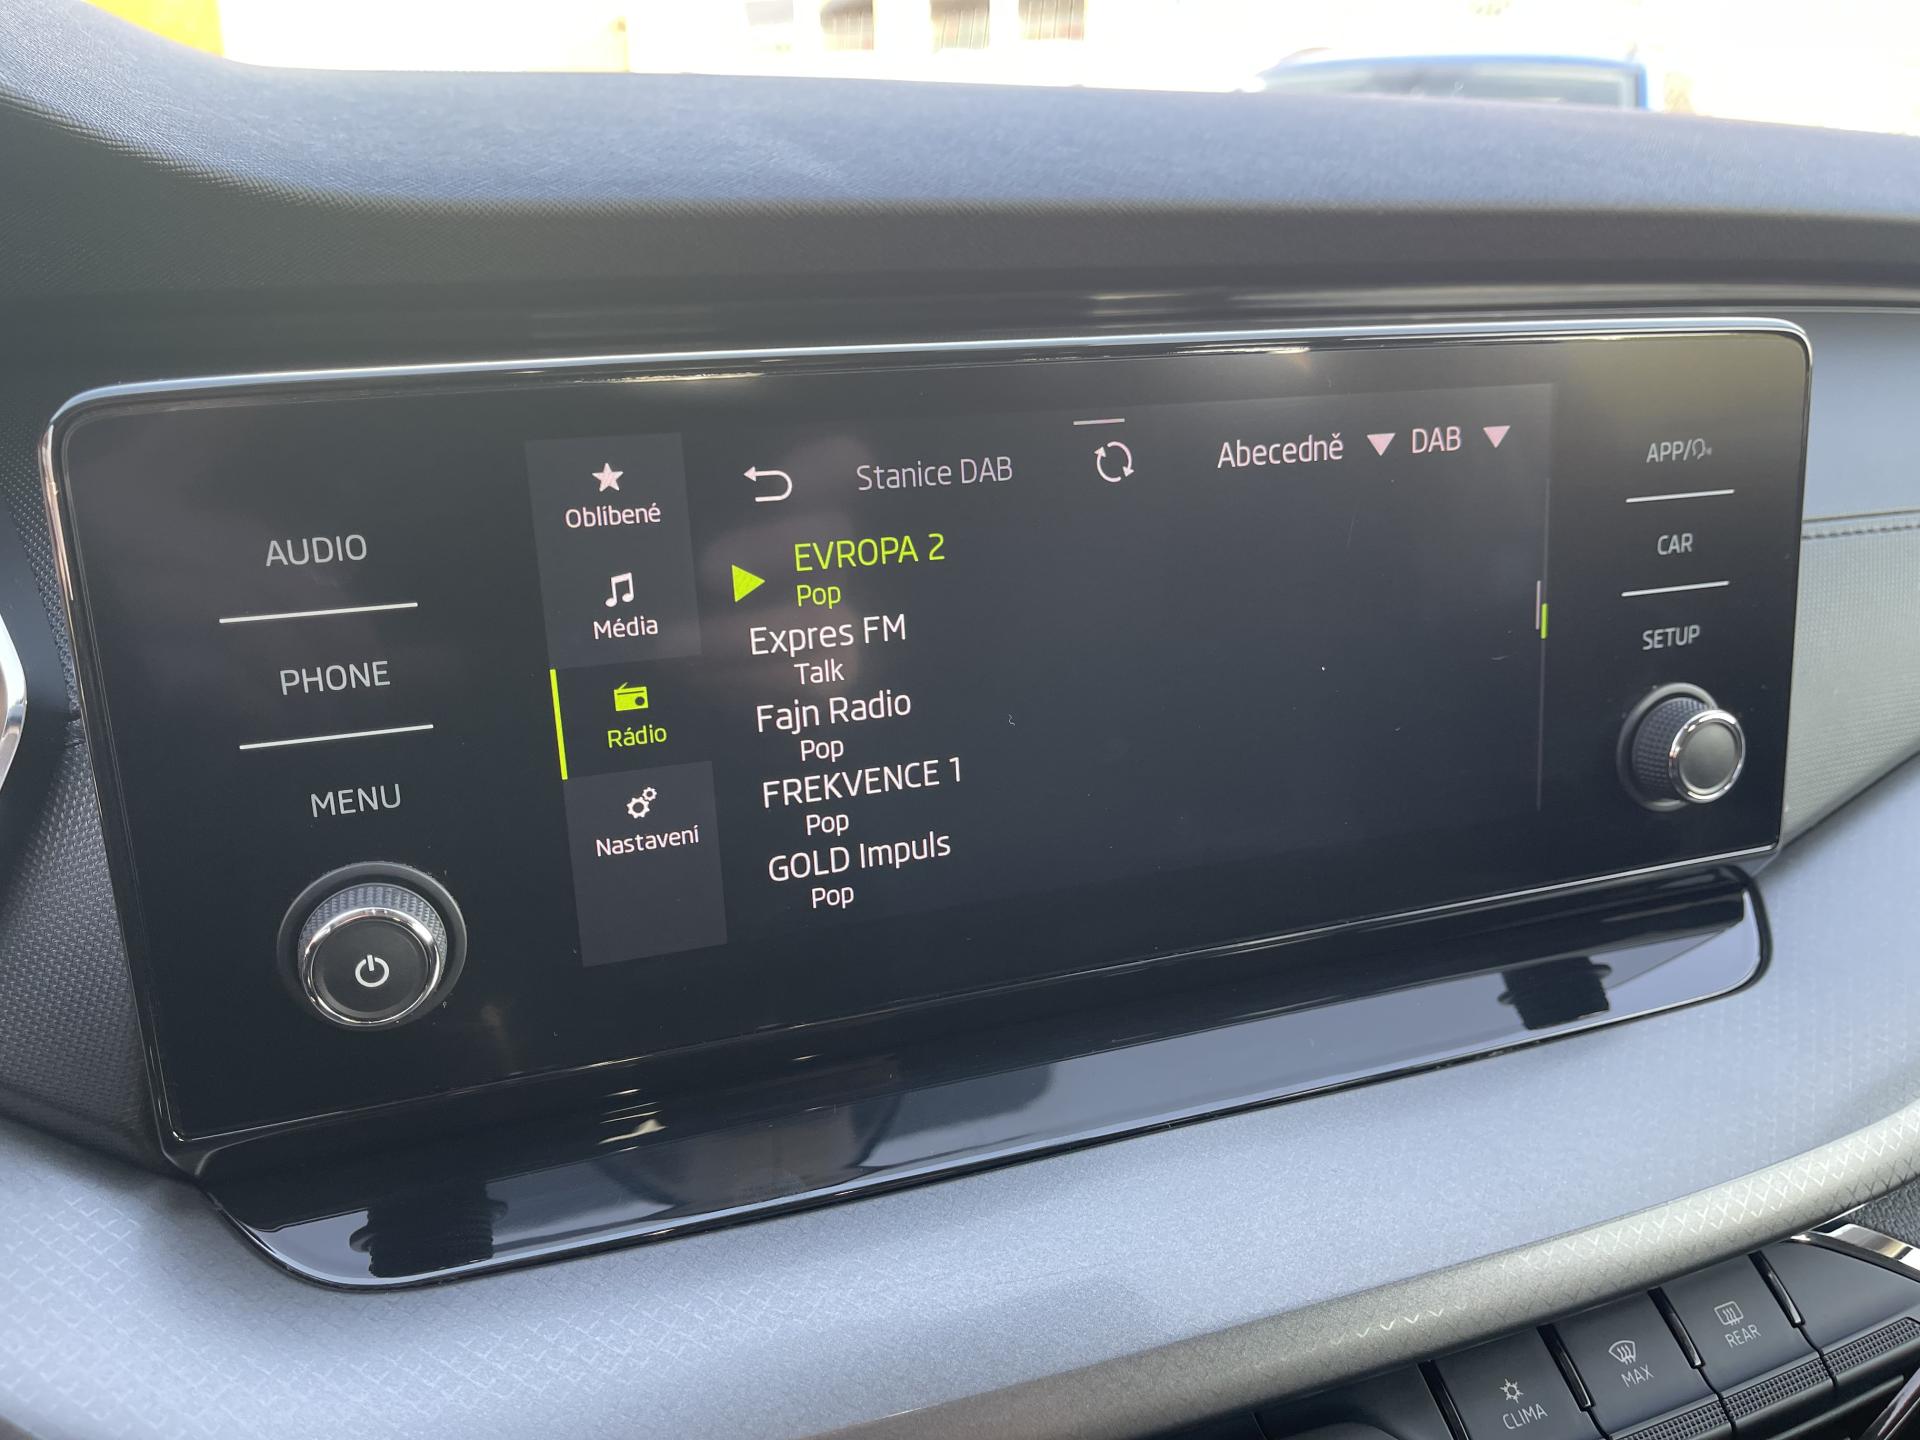 AUDIO
PHONE
MENU
Oblíbené
Média
Rádio
Nastavení
Stanice DAB
Abecedně
DAB
EVROPA 2
Pop
Expres FM
Talk
Fajn Radio
Pop
FREKVENCE 1
Pop
GOLD Impuls
Pop
APP/
CAR
SETUP
CLIMA
MAX
REAR